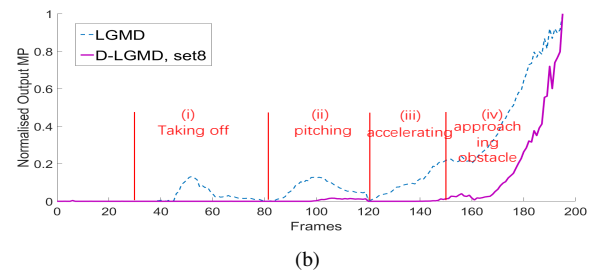 1
0.8
0.6
0.4
0.2
0
Normalised Output MP
LGMD
D-LGMD, set8
(i)
Taking off
(ii)
pitching
(iii)
accelerating
(iv)
approach
ing
obstacle
0 20 40 60 80 100 120 140 160 180 200
Frames
(b)